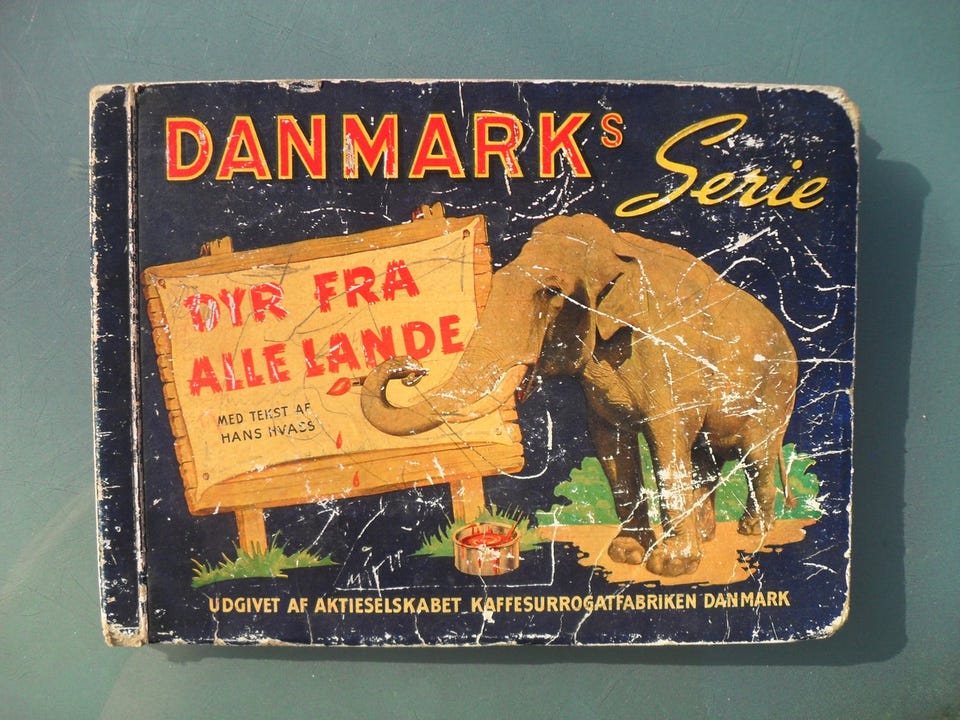 DANMARKS Serie
DYR FRA
ALLE LANDE
MED TEKST AF
HANS HVASS
UDGIVET AF AKTIESELSKABET KAFFESURROGATFABRIKEN DANMARK